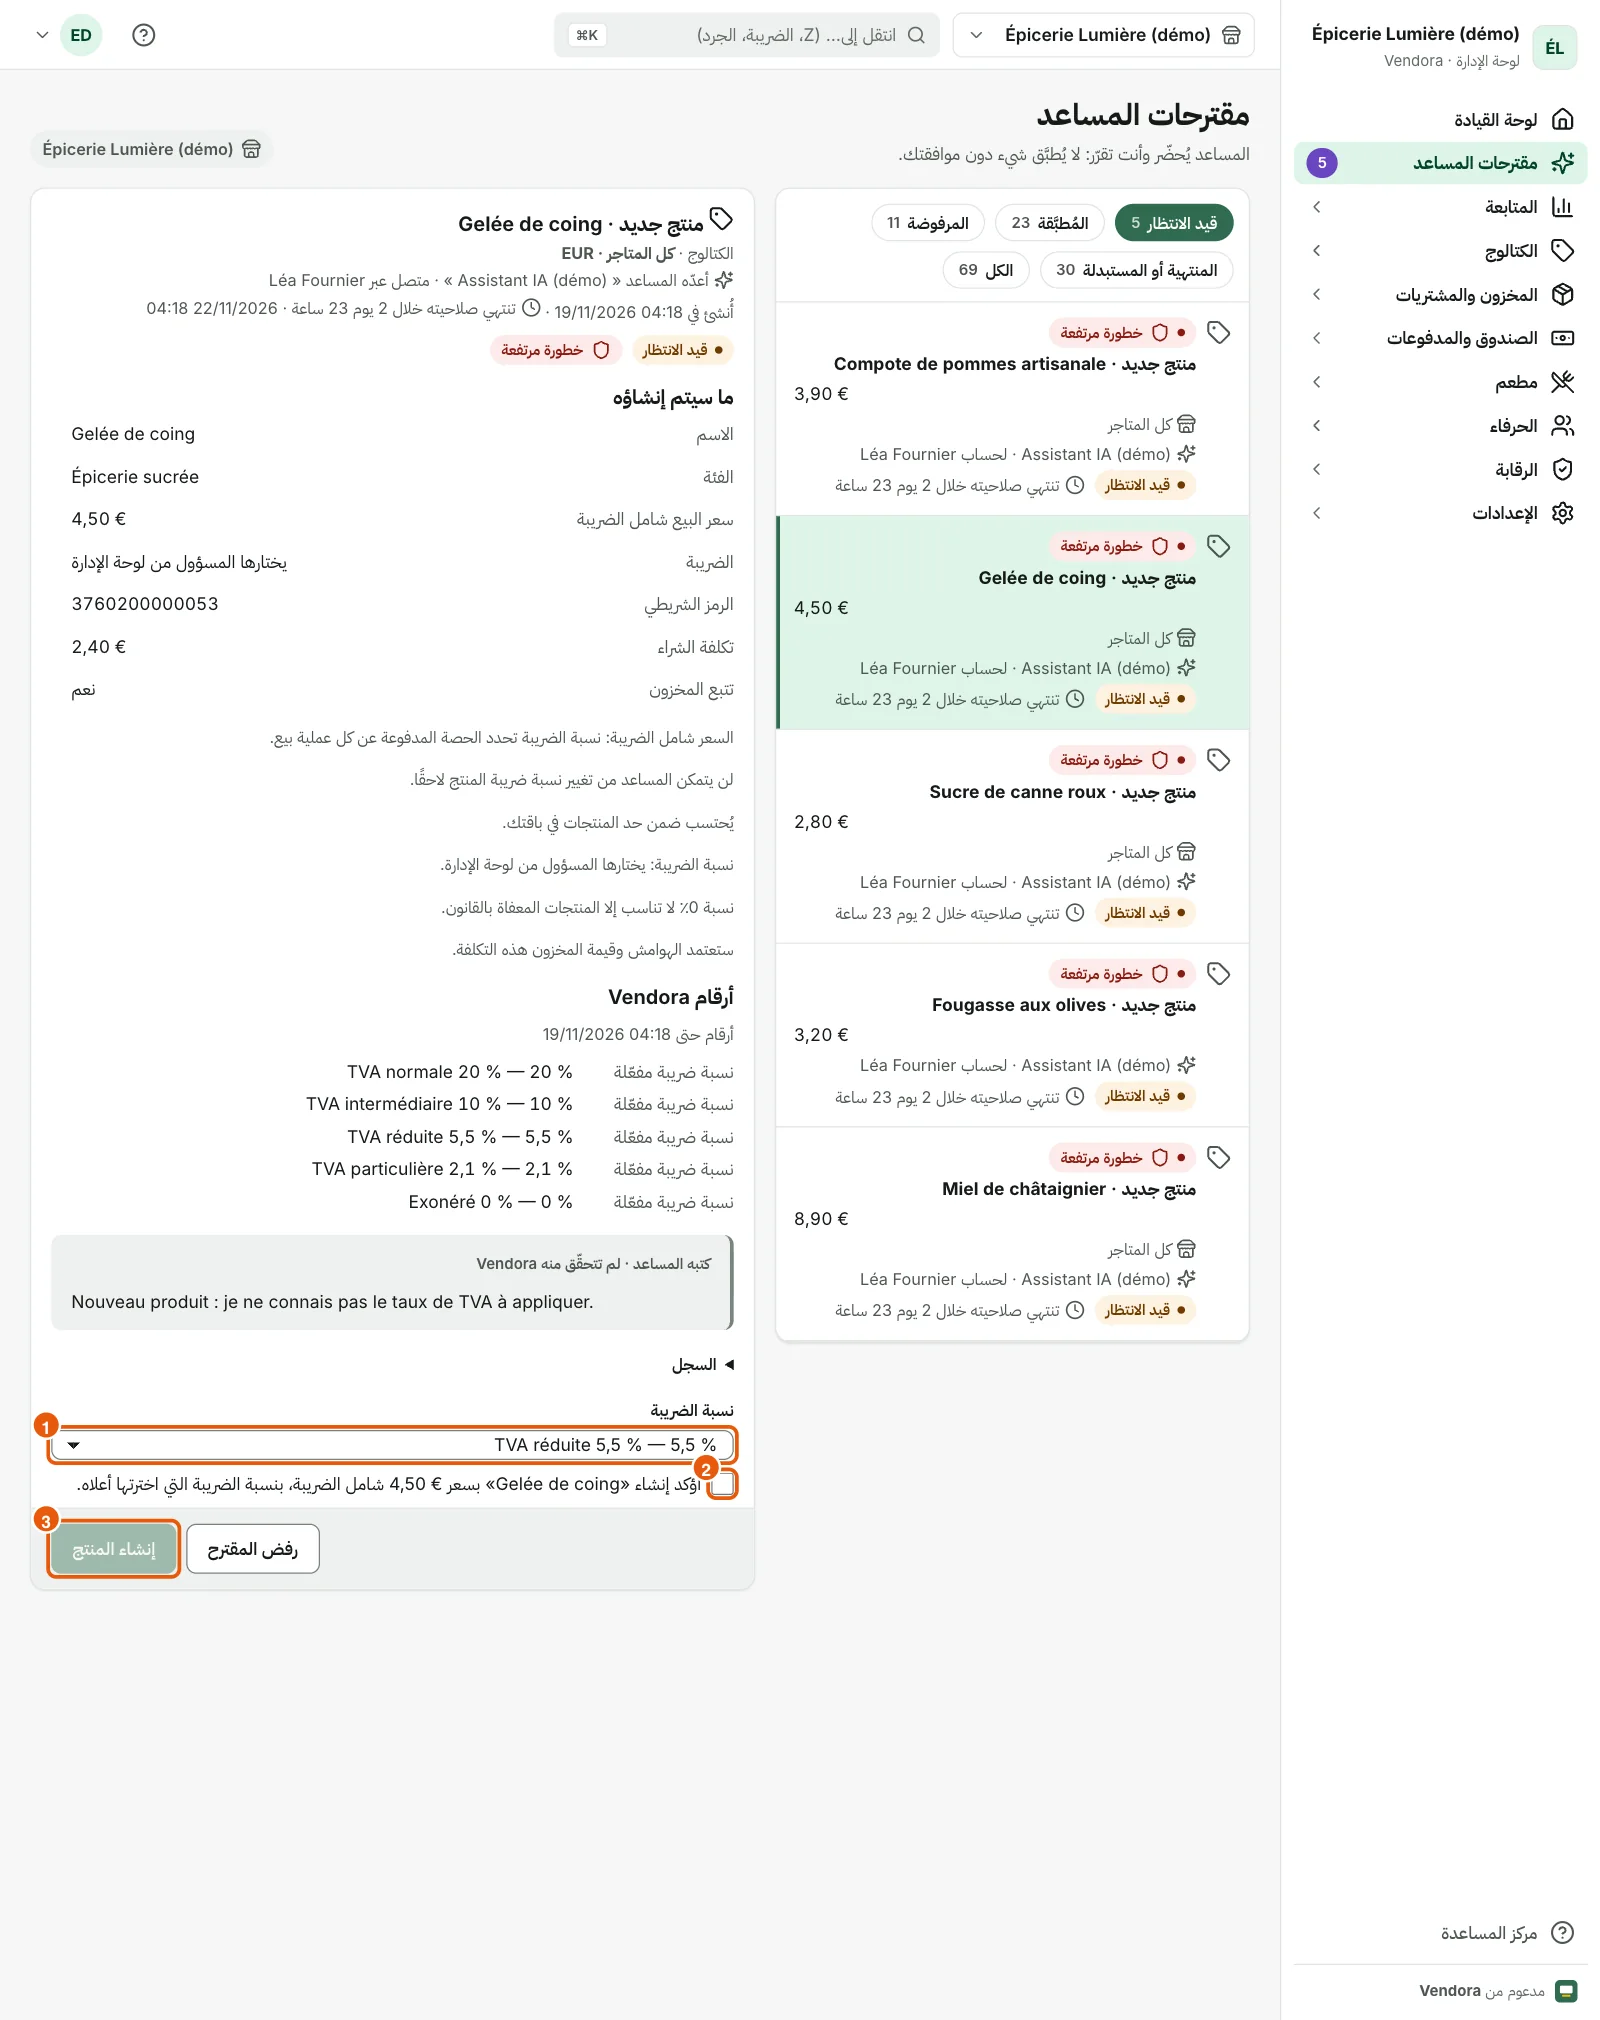 Épicerie Lumière (démo)
لوحة الإدارة · Vendora
ÉL
لوحة القيادة
مقترحات المساعد 5
المتابعة
الكتالوج
المخزون والمشتريات
الصندوق والمدفوعات
مطعم
الحرفاء
الرقابة
الإعدادات
مركز المساعدة
مدعوم من Vendora
Épicerie Lumière (démo)
انتقل إلى... (Z، الضريبة، الجرد) ⌘K
ED
مقترحات المساعد
المساعد يُحضّر وأنت تقرّر: لا يُطبَّق شيء دون موافقتك.
Épicerie Lumière (démo)
قيد الانتظار 5
المُطبَّقة 23
المرفوضة 11
المنتهية أو المستبدلة 30
الكل 69
خطورة مرتفعة
منتج جديد · Compote de pommes artisanale
3,90 €
كل المتاجر
Assistant IA (démo) · لحساب Léa Fournier
قيد الانتظار
تنتهي صلاحيته خلال 2 يوم 23 ساعة
خطورة مرتفعة
منتج جديد · Gelée de coing
4,50 €
كل المتاجر
Assistant IA (démo) · لحساب Léa Fournier
قيد الانتظار
تنتهي صلاحيته خلال 2 يوم 23 ساعة
خطورة مرتفعة
منتج جديد · Sucre de canne roux
2,80 €
كل المتاجر
Assistant IA (démo) · لحساب Léa Fournier
قيد الانتظار
تنتهي صلاحيته خلال 2 يوم 23 ساعة
خطورة مرتفعة
منتج جديد · Fougasse aux olives
3,20 €
Assistant IA (démo) · لحساب Léa Fournier
قيد الانتظار
تنتهي صلاحيته خلال 2 يوم 23 ساعة
خطورة مرتفعة
منتج جديد · Miel de châtaignier
8,90 €
كل المتاجر
Assistant IA (démo) · لحساب Léa Fournier
قيد الانتظار
تنتهي صلاحيته خلال 2 يوم 23 ساعة
منتج جديد · Gelée de coing
الكتالوج · كل المتاجر · EUR
أعدّه المساعد « Assistant IA (démo) » · متصل عبر Léa Fournier
أُنشئ في 19/11/2026 04:18 · تنتهي صلاحيته خلال 2 يوم 23 ساعة · 22/11/2026 04:18
قيد الانتظار
خطورة مرتفعة
ما سيتم إنشاؤه
الاسم Gelée de coing
الفئة Épicerie sucrée
سعر البيع شامل الضريبة 4,50 €
الضريبة يختارها المسؤول من لوحة الإدارة
الرمز الشريطي 3760200000053
تكلفة الشراء 2,40 €
تتبع المخزون نعم
السعر شامل الضريبة: نسبة الضريبة تحدد الحصة المدفوعة عن كل عملية بيع.
لن يتمكن المساعد من تغيير نسبة ضريبة المنتج لاحقًا.
يُحتسب ضمن حد المنتجات في باقتك.
نسبة الضريبة: يختارها المسؤول من لوحة الإدارة.
نسبة 0٪ لا تناسب إلا المنتجات المعفاة بالقانون.
ستعتمد الهوامش وقيمة المخزون هذه التكلفة.
أرقام Vendora
أرقام حتى 19/11/2026 04:18
نسبة ضريبة مفعّلة TVA normale 20 % — 20 %
نسبة ضريبة مفعّلة TVA intermédiaire 10 % — 10 %
نسبة ضريبة مفعّلة TVA réduite 5,5 % — 5,5 %
نسبة ضريبة مفعّلة TVA particulière 2,1 % — 2,1 %
نسبة ضريبة مفعّلة Exonéré 0 % — 0 %
كتبه المساعد · لم تتحقّق منه Vendora
Nouveau produit : je ne connais pas le taux de TVA à appliquer.
السجل
نسبة الضريبة
1
TVA réduite 5,5 % — 5,5 %
2
أؤكد إنشاء «Gelée de coing» بسعر 4,50 € شامل الضريبة، بنسبة الضريبة التي اخترتها أعلاه.
3
رفض المقترح
إنشاء المنتج